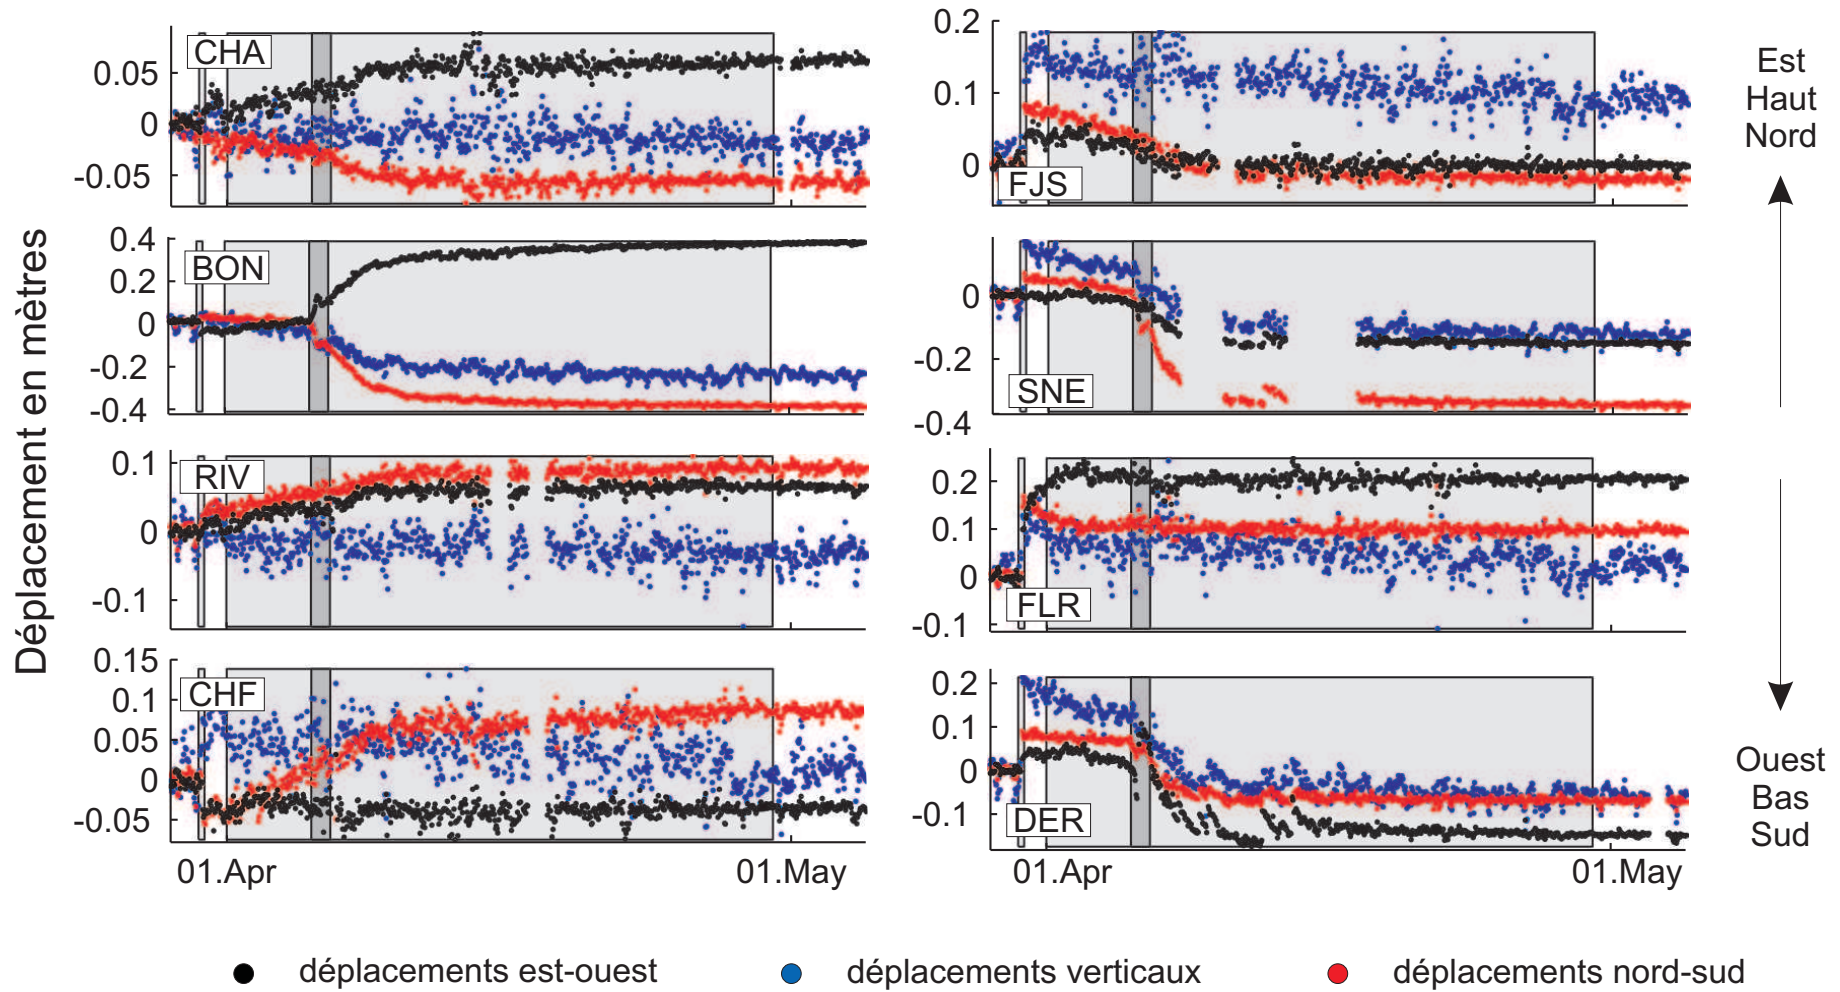 Déplacement en mètres
CHA
0.05
0
-0.05
BON
0.4
0.2
0
-0.2
-0.4
RIV
0.1
0
-0.1
CHF
0.15
0.1
0.05
0
-0.05
01.Apr
01.May
FJS
0.2
0.1
0
SNE
0
-0.2
-0.4
FLR
0.2
0.1
0
-0.1
DER
0.2
0.1
0
-0.1
01.Apr
01.May
Est
Haut
Nord
Ouest
Bas
Sud
déplacements est-ouest
déplacements verticaux
déplacements nord-sud